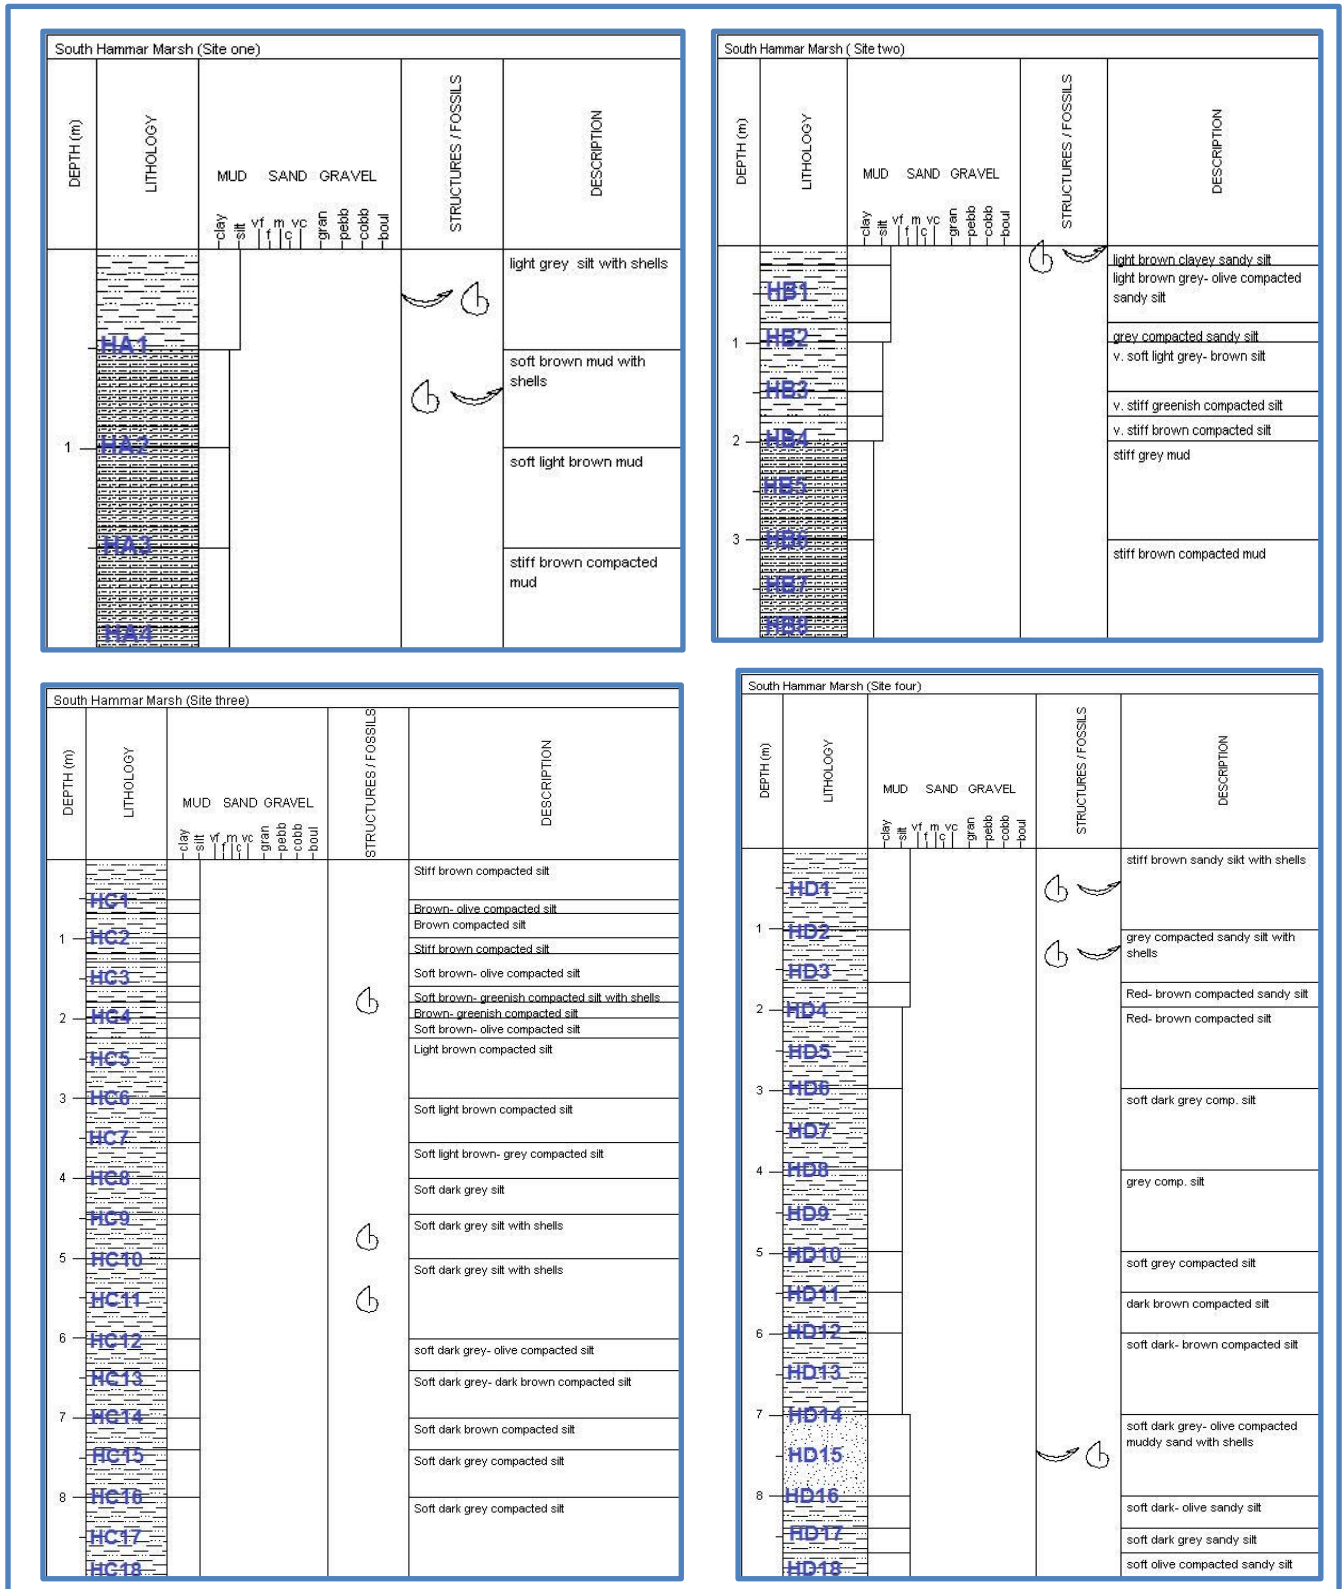 South Hammar Marsh (Site one)
DEPTH (m)
LITHOLOGY
MUD SAND GRAVEL
clay
silt
vf
f
m
c
vc
gran
pebb
cobb
boul
STRUCTURES / FOSSILS
DESCRIPTION
light grey silt with shells
HA1
soft brown mud with
shells
1
HA2
soft light brown mud
HA3
stiff brown compacted
mud
HA4
South Hammar Marsh ( Site two)
DEPTH (m)
LITHOLOGY
MUD SAND GRAVEL
clay
silt
vf
f
m
c
vc
gran
pebb
cobb
boul
STRUCTURES / FOSSILS
DESCRIPTION
light brown clayey sandy silt
light brown grey- olive compacted
sandy silt
HB1
grey compacted sandy silt
1
HB2
v. soft light grey- brown silt
HB3
v. stiff greenish compacted silt
v. stiff brown compacted silt
2
HB4
stiff grey mud
HB5
3
HB6
stiff brown compacted mud
HB7
HB8
South Hammar Marsh (Site three)
DEPTH (m)
LITHOLOGY
MUD SAND GRAVEL
clay
silt
vf
f
m
c
vc
gran
pebb
cobb
boul
STRUCTURES / FOSSILS
DESCRIPTION
Stiff brown compacted silt
HC1
Brown- olive compacted silt
Brown compacted silt
1
HC2
Stiff brown compacted silt
HC3
Soft brown- olive compacted silt
Soft brown- greenish compacted silt with shells
Brown- greenish compacted silt
2
HC4
Soft brown- olive compacted silt
Light brown compacted silt
HC5
3
HC6
Soft light brown compacted silt
HC7
Soft light brown- grey compacted silt
4
HC8
Soft dark grey silt
HC9
Soft dark grey silt with shells
5
HC10
Soft dark grey silt with shells
HC11
6
HC12
soft dark grey- olive compacted silt
HC13
Soft dark grey- dark brown compacted silt
7
HC14
Soft dark brown compacted silt
HC15
Soft dark grey compacted silt
8
HC16
Soft dark grey compacted silt
HC17
HC18
South Hammar Marsh (Site four)
DEPTH (m)
LITHOLOGY
MUD SAND GRAVEL
clay
silt
vf
f
m
c
vc
gran
pebb
cobb
boul
STRUCTURES / FOSSILS
DESCRIPTION
stiff brown sandy sikt with shells
HD1
1
HD2
grey compacted sandy silt with
shells
HD3
Red- brown compacted sandy silt
2
HD4
Red- brown compacted silt
HD5
3
HD6
soft dark grey comp. silt
HD7
4
HD8
grey comp. silt
HD9
5
HD10
soft grey compacted silt
HD11
dark brown compacted silt
6
HD12
soft dark- brown compacted silt
HD13
7
HD14
soft dark grey- olive compacted
muddy sand with shells
HD15
8
HD16
soft dark- olive sandy silt
HD17
soft dark grey sandy silt
HD18
soft olive compacted sandy silt